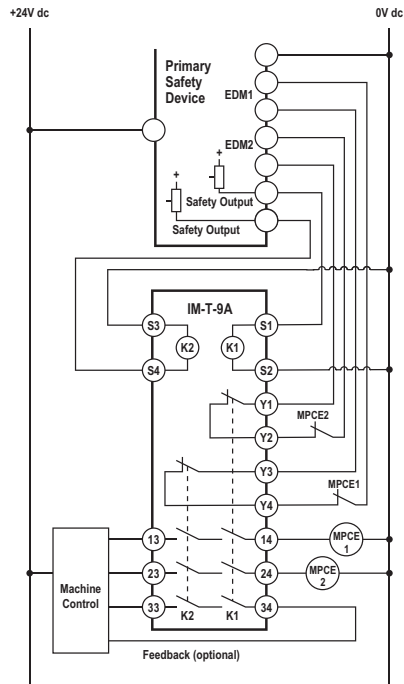 +24V dc
0V dc
Primary
Safety
Device
EDM1
EDM2
+
Safety Output
+
Safety Output
IM-T-9A
S3
S1
K2
K1
S4
S2
Y1
MPCE2
Y2
Y3
MPCE1
Y4
13
14
MPCE
1
23
24
MPCE
2
Machine
Control
33
K2
K1
34
Feedback (optional)